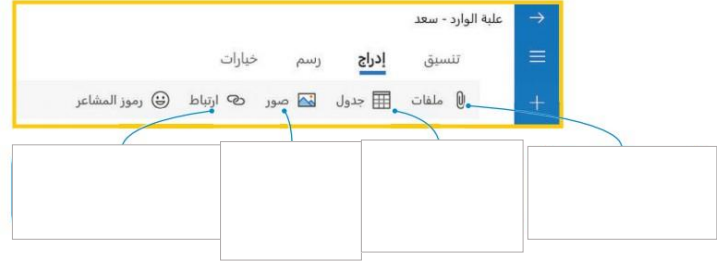 علبة الوارد - سعد
تنسيق إدراج رسم خيارات
ملفات جدول صور ارتباط رموز المشاعر